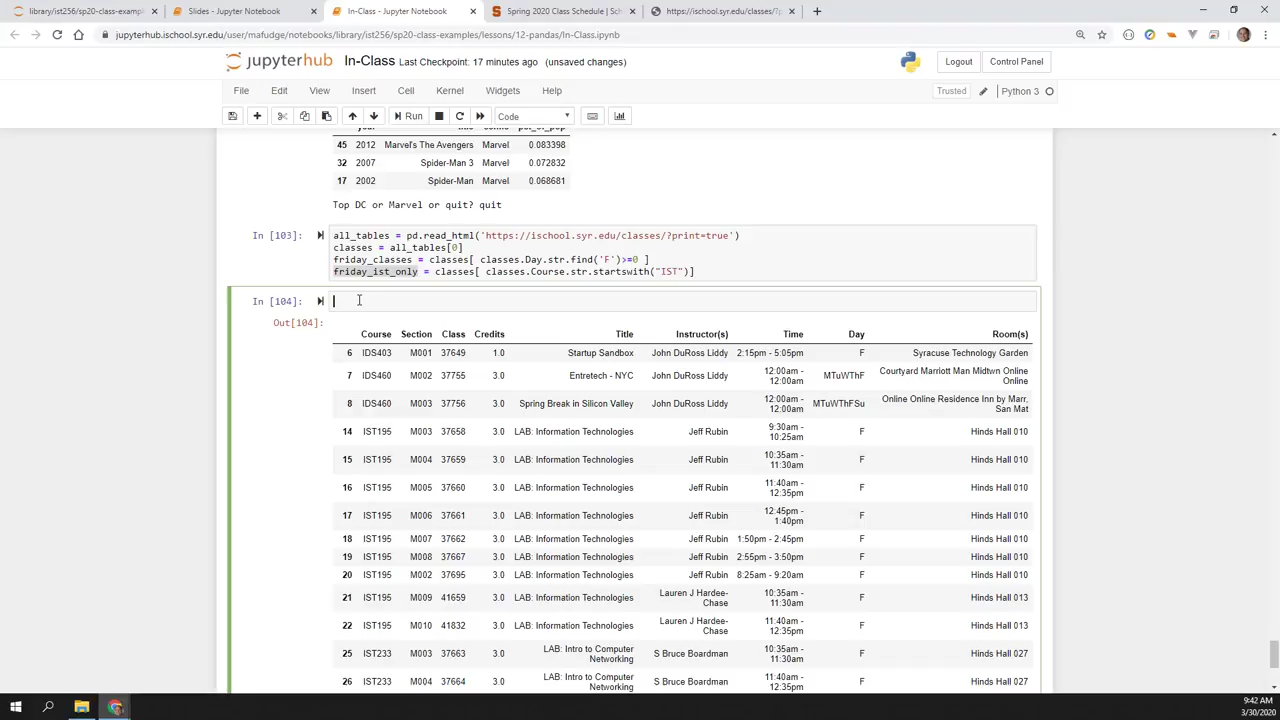 library/ist256/sp20-class-exampl
Slides - Jupyter Notebook
In-Class - Jupyter Notebook
Spring 2020 Class Schedule | Sch
https://ischool.syr.edu/classes/?p
jupyterhub.ischool.syr.edu/user/mafudge/notebooks/library/ist256/sp20-class-examples/lessons/12-pandas/In-Class.ipynb
jupyterhub In-Class Last Checkpoint: 17 minutes ago (unsaved changes) Logout Control Panel
File Edit View Insert Cell Kernel Widgets Help Trusted Python 3
Run Code
45 2012 Marvel's The Avengers Marvel 0.083398
32 2007 Spider-Man 3 Marvel 0.072832
17 2002 Spider-Man Marvel 0.068681
Top DC or Marvel or quit? quit
In [103]: all_tables = pd.read_html('https://ischool.syr.edu/classes/?print=true')
classes = all_tables[0]
friday_classes = classes[ classes.Day.str.find('F')>=0 ]
friday_ist_only = classes[ classes.Course.str.startswith("IST")]
In [104]:
Out[104]:
Course Section Class Credits Title Instructor(s) Time Day Room(s)
6 IDS403 M001 37649 1.0 Startup Sandbox John DuRoss Liddy 2:15pm - 5:05pm F Syracuse Technology Garden
7 IDS460 M002 37755 3.0 Entretech - NYC John DuRoss Liddy 12:00am - 12:00am MTuWThF Courtyard Marriott Man Midtwn Online Online
8 IDS460 M003 37756 3.0 Spring Break in Silicon Valley John DuRoss Liddy 12:00am - 12:00am MTuWThFSu Online Online Residence Inn by Marr, San Mat
14 IST195 M003 37658 3.0 LAB: Information Technologies Jeff Rubin 9:30am - 10:25am F Hinds Hall 010
15 IST195 M004 37659 3.0 LAB: Information Technologies Jeff Rubin 10:35am - 11:30am F Hinds Hall 010
16 IST195 M005 37660 3.0 LAB: Information Technologies Jeff Rubin 11:40am - 12:35pm F Hinds Hall 010
17 IST195 M006 37661 3.0 LAB: Information Technologies Jeff Rubin 12:45pm - 1:40pm F Hinds Hall 010
18 IST195 M007 37662 3.0 LAB: Information Technologies Jeff Rubin 1:50pm - 2:45pm F Hinds Hall 010
19 IST195 M008 37667 3.0 LAB: Information Technologies Jeff Rubin 2:55pm - 3:50pm F Hinds Hall 010
20 IST195 M002 37695 3.0 LAB: Information Technologies Jeff Rubin 8:25am - 9:20am F Hinds Hall 010
21 IST195 M009 41659 3.0 LAB: Information Technologies Lauren J Hardee-Chase 10:35am - 11:30am F Hinds Hall 013
22 IST195 M010 41832 3.0 LAB: Information Technologies Lauren J Hardee-Chase 11:40am - 12:35pm F Hinds Hall 013
25 IST233 M003 37663 3.0 LAB: Intro to Computer Networking S Bruce Boardman 10:35am - 11:30am F Hinds Hall 027
26 IST233 M004 37664 3.0 LAB: Intro to Computer Networking S Bruce Boardman 11:40am - 12:35pm F Hinds Hall 027
9:42 AM
3/30/2020